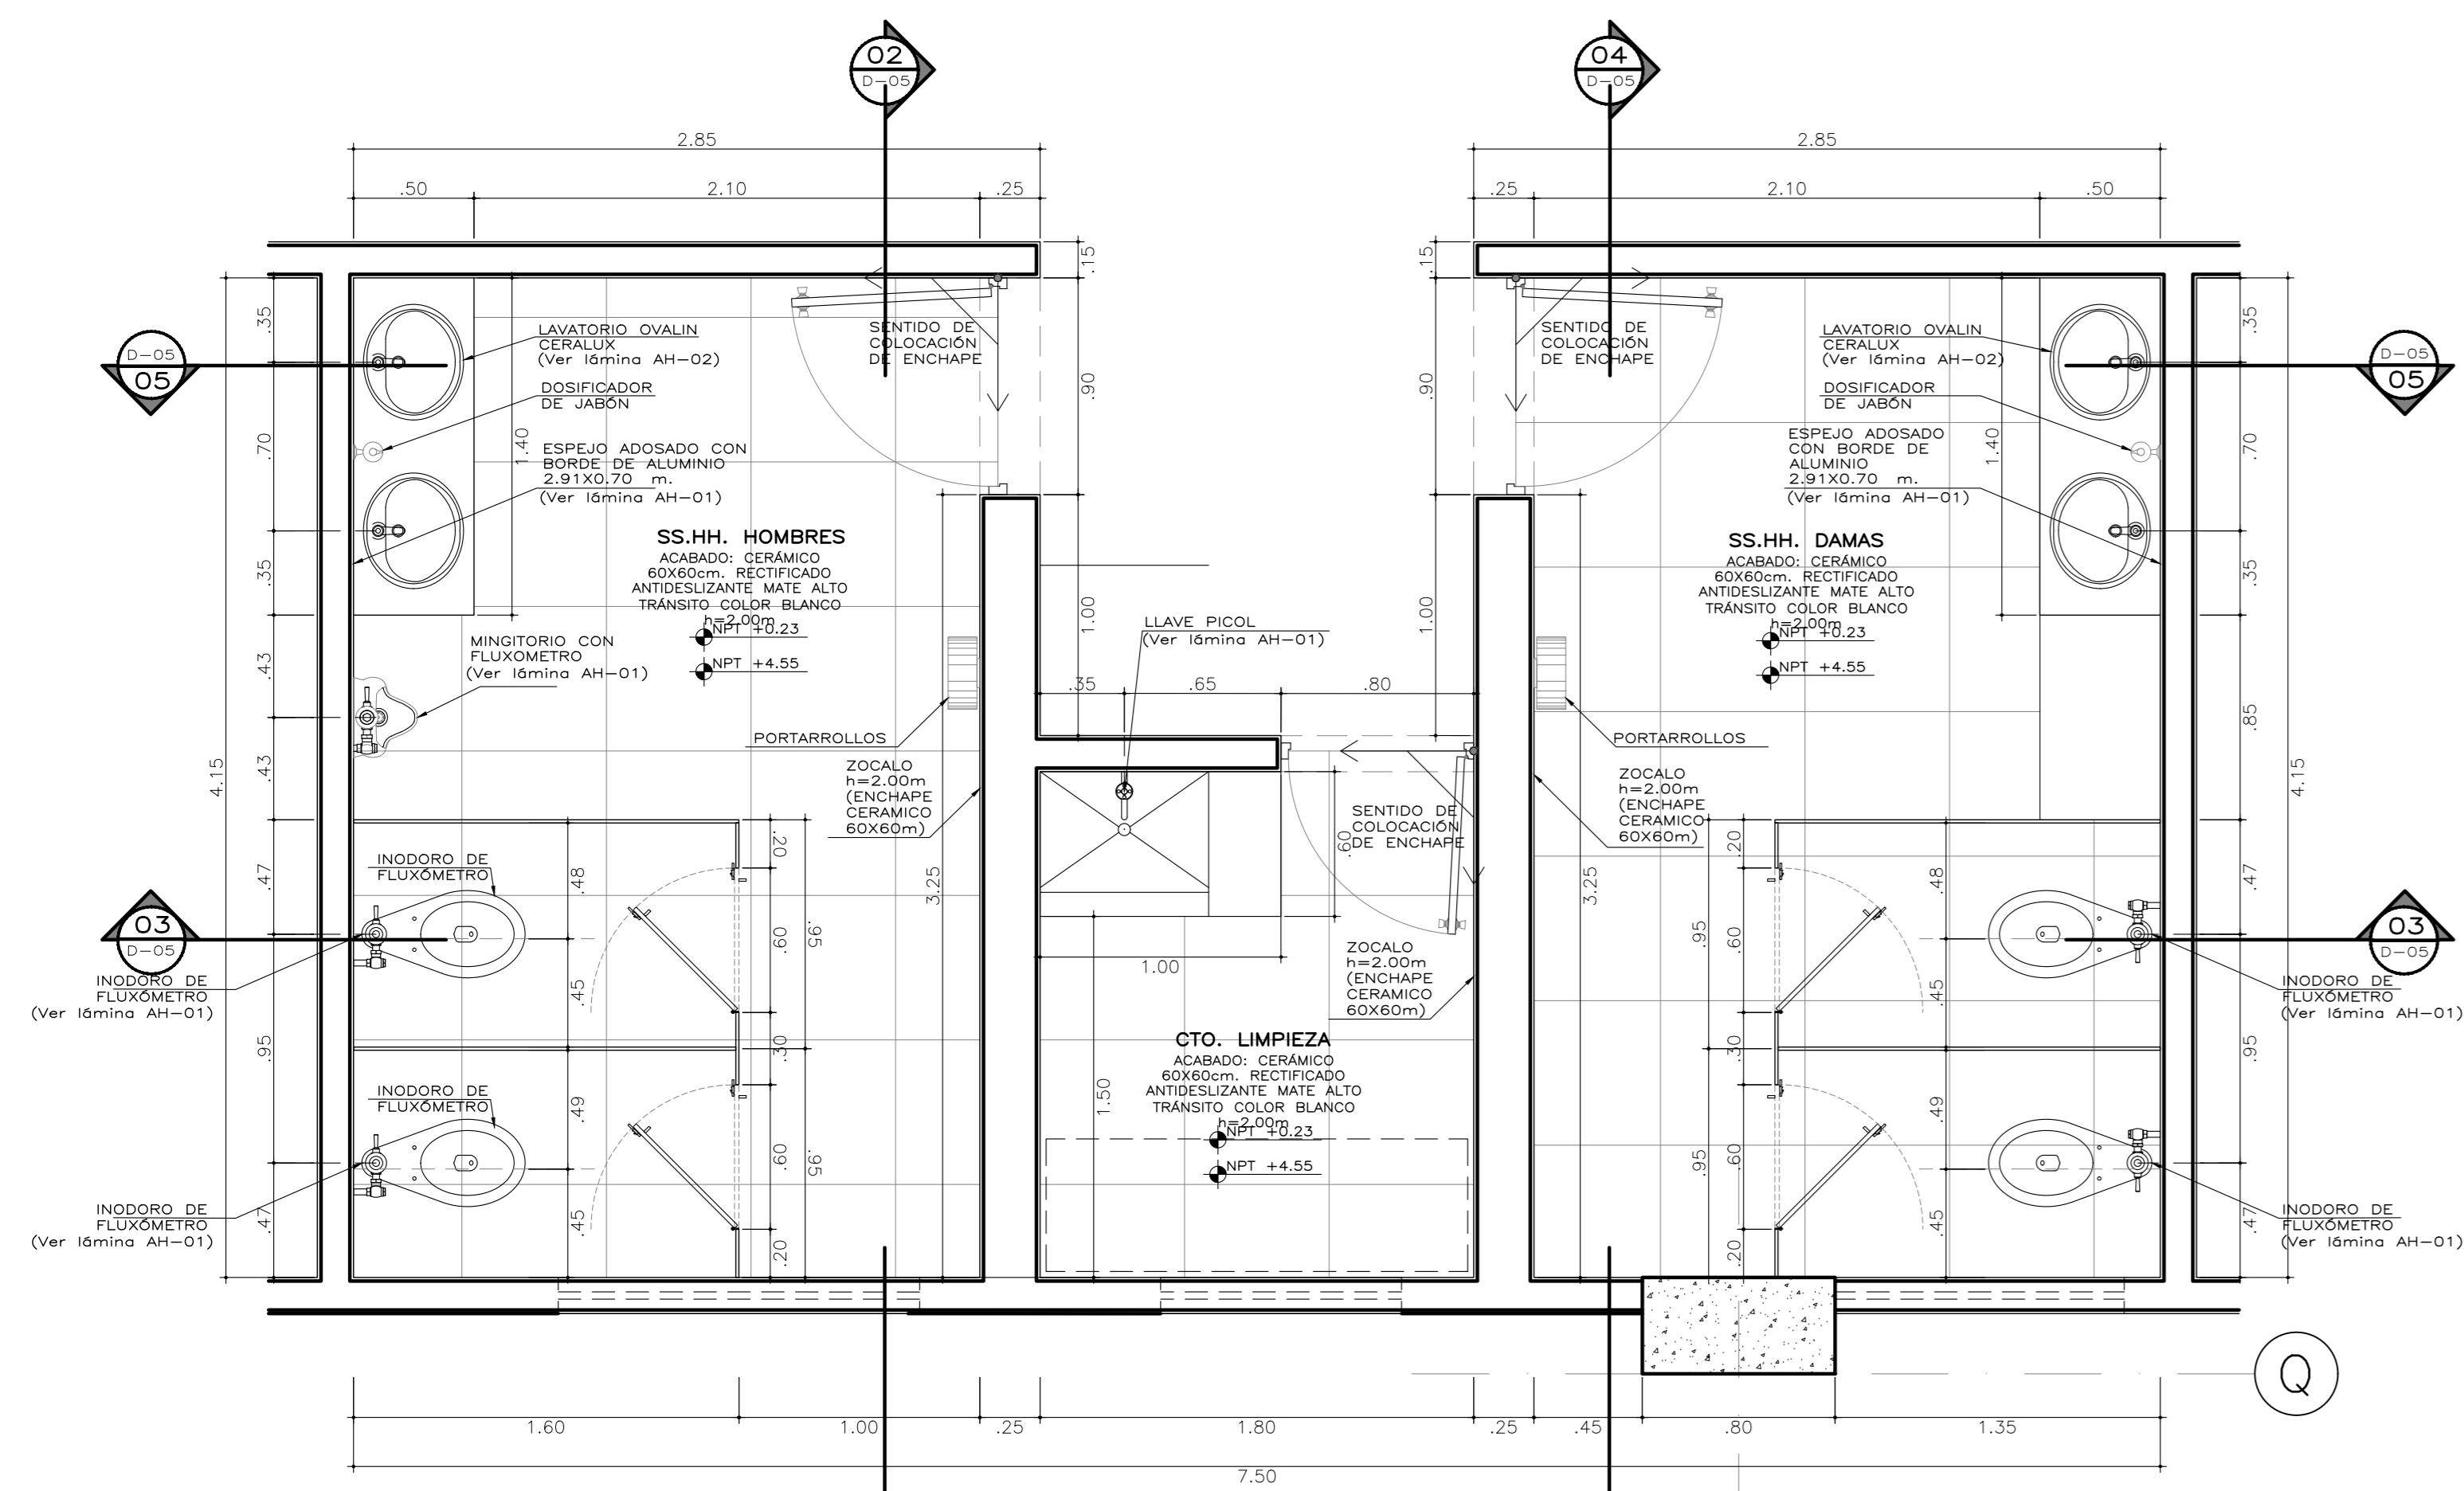 02
D-05
04
D-05
2.85
2.85
.50
2.10
.25
.25
2.10
.50
.15
.15
.35
.35
LAVATORIO OVALIN
CERALUX
(Ver lámina AH-02)
SENTIDO DE
COLOCACIÓN
DE ENCHAPE
SENTIDO DE
COLOCACIÓN
DE ENCHAPE
LAVATORIO OVALIN
CERALUX
(Ver lámina AH-02)
D-05
05
D-05
05
.90
.90
DOSIFICADOR
DE JABÓN
DOSIFICADOR
DE JABÓN
.70
1.40
1.40
.70
ESPEJO ADOSADO CON
BORDE DE ALUMINIO
2.91X0.70 m.
(Ver lámina AH-01)
ESPEJO ADOSADO
CON BORDE DE
ALUMINIO
2.91X0.70 m.
(Ver lámina AH-01)
SS.HH. HOMBRES
ACABADO: CERÁMICO
60X60cm. RECTIFICADO
ANTIDESLIZANTE MATE ALTO
TRÁNSITO COLOR BLANCO
h=2.00m
NPT +0.23
NPT +4.55
SS.HH. DAMAS
ACABADO: CERÁMICO
60X60cm. RECTIFICADO
ANTIDESLIZANTE MATE ALTO
TRÁNSITO COLOR BLANCO
h=2.00m
NPT +0.23
NPT +4.55
.35
.35
1.00
1.00
LLAVE PICOL
(Ver lámina AH-01)
MINGITORIO CON
FLUXOMETRO
(Ver lámina AH-01)
.43
.35
.65
.80
.85
PORTARROLLOS
PORTARROLLOS
.43
4.15
4.15
ZOCALO
h=2.00m
(ENCHAPE
CERAMICO
60X60m)
ZOCALO
h=2.00m
(ENCHAPE
CERAMICO
60X60m)
SENTIDO DE
COLOCACIÓN
DE ENCHAPE
.60
INODORO DE
FLUXÓMETRO
.47
.48
.20
3.25
3.25
.20
.48
.47
03
D-05
03
D-05
.60
.95
.95
.60
ZOCALO
h=2.00m
(ENCHAPE
CERAMICO
60X60m)
1.00
INODORO DE
FLUXÓMETRO
(Ver lámina AH-01)
.45
.45
INODORO DE
FLUXÓMETRO
(Ver lámina AH-01)
.95
.30
.30
.95
CTO. LIMPIEZA
ACABADO: CERÁMICO
60X60cm. RECTIFICADO
ANTIDESLIZANTE MATE ALTO
TRÁNSITO COLOR BLANCO
h=2.00m
NPT +0.23
NPT +4.55
1.50
INODORO DE
FLUXÓMETRO
.49
.49
.60
.95
.95
.60
INODORO DE
FLUXÓMETRO
(Ver lámina AH-01)
.47
.45
.20
.20
.45
.47
INODORO DE
FLUXÓMETRO
(Ver lámina AH-01)
Q
1.60
1.00
.25
1.80
.25
.45
.80
1.35
7.50